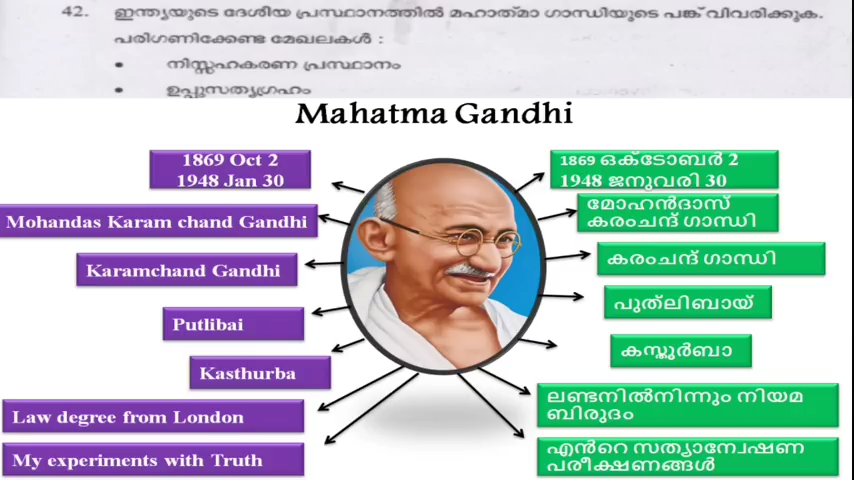 42. ഇന്ത്യയുടെ ദേശീയ പ്രസ്ഥാനത്തിൽ മഹാത്മാ ഗാന്ധിയുടെ പങ്ക് വിവരിക്കുക.
പരിഗണിക്കേണ്ട മേഖലകൾ :
• നിസ്സഹകരണ പ്രസ്ഥാനം
• ഉപ്പുസത്യഗ്രഹം
Mahatma Gandhi
1869 Oct 2
1948 Jan 30
Mohandas Karam chand Gandhi
Karamchand Gandhi
Putlibai
Kasthurba
Law degree from London
My experiments with Truth
1869 ഒക്ടോബർ 2
1948 ജനുവരി 30
മോഹൻദാസ്
കരംചന്ദ് ഗാന്ധി
കരംചന്ദ് ഗാന്ധി
പുത്‌ലിബായ്
കസ്തൂർബാ
ലണ്ടനിൽനിന്നും നിയമ
ബിരുദം
എൻറെ സത്യാന്വേഷണ
പരീക്ഷണങ്ങൾ